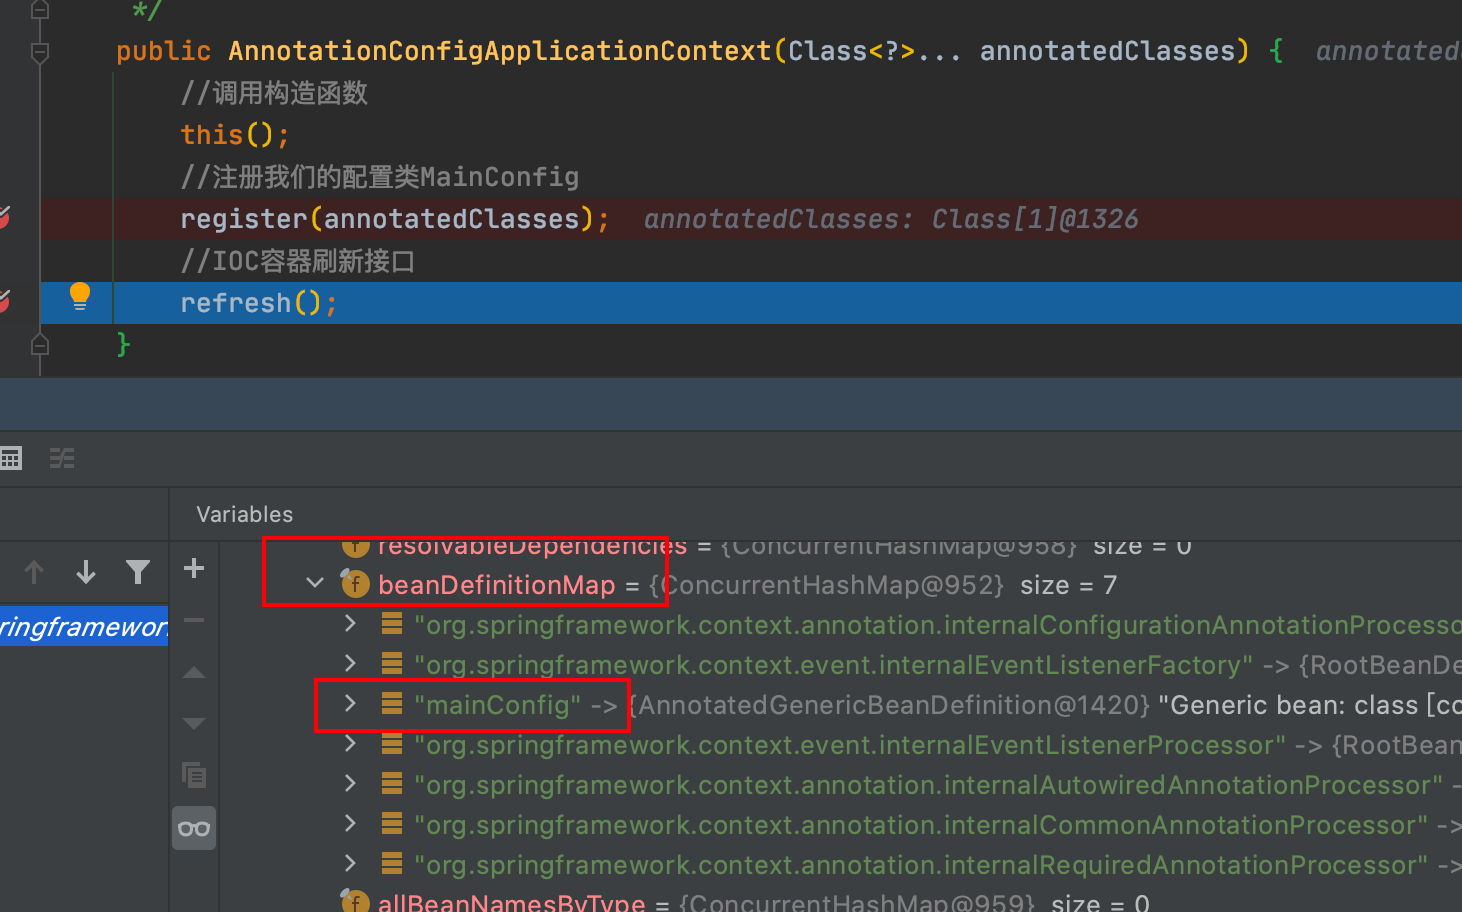 */
public AnnotationConfigApplicationContext(Class<?>... annotatedClasses) { annotated
//调用构造函数
this();
//注册我们的配置类MainConfig
register(annotatedClasses); annotatedClasses: Class[1]@1326
//IOC容器刷新接口
refresh();
}
Variables
resolvableDependencies = {ConcurrentHashMap@958} size = 0
beanDefinitionMap = {ConcurrentHashMap@952} size = 7
ringframewor
"org.springframework.context.annotation.internalConfigurationAnnotationProcesso
"org.springframework.context.event.internalEventListenerFactory" -> {RootBeanDe
"mainConfig" -> {AnnotatedGenericBeanDefinition@1420} "Generic bean: class [co
"org.springframework.context.event.internalEventListenerProcessor" -> {RootBean
"org.springframework.context.annotation.internalAutowiredAnnotationProcessor" -
"org.springframework.context.annotation.internalCommonAnnotationProcessor" ->
"org.springframework.context.annotation.internalRequiredAnnotationProcessor" ->
allBeanNamesByType = {ConcurrentHashMap@959} size = 0